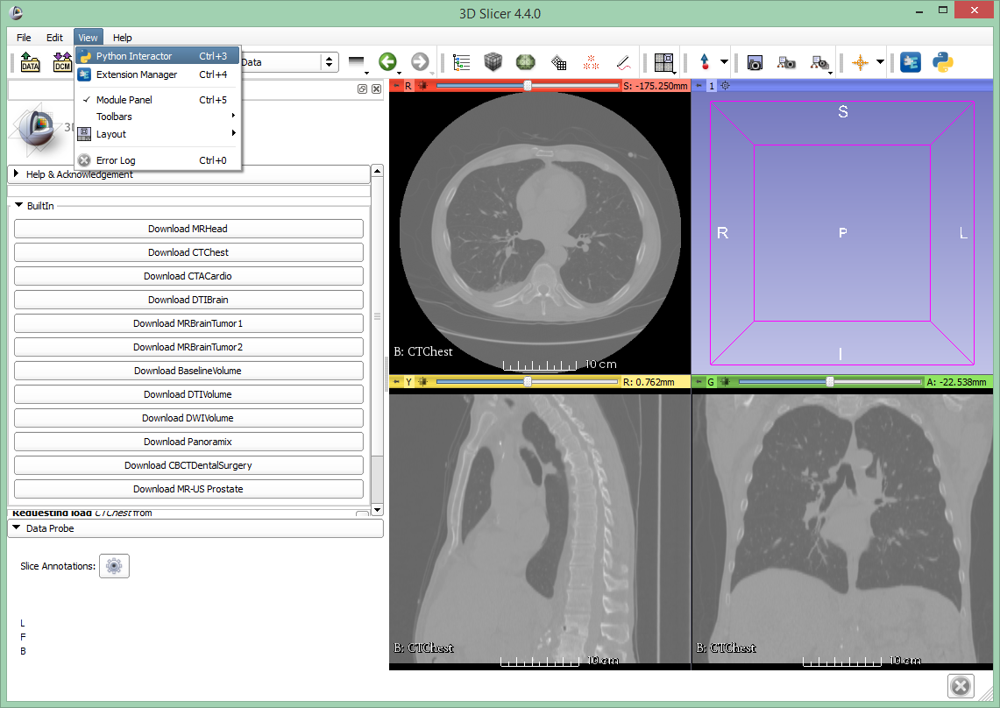 3D Slicer 4.4.0
File Edit View Help
DATA DCM Data
Python Interactor Ctrl+3
Extension Manager Ctrl+4
Module Panel Ctrl+5
Toolbars
Layout
Error Log Ctrl+0
3D
Help & Acknowledgement
BuiltIn
Download MRHead
Download CTChest
Download CTACardio
Download DTIBrain
Download MRBrainTumor1
Download MRBrainTumor2
Download BaselineVolume
Download DTIVolume
Download DWIVolume
Download Panoramix
Download CBCTDentalSurgery
Download MR-US Prostate
Requesting load CTChest from
Data Probe
Slice Annotations:
L
F
B
R S: -175.250mm
B: CTChest
10 cm
1
S
R P L
I
Y R: 0.762mm
B: CTChest
10 cm
G A: -22.538mm
B: CTChest
10 cm